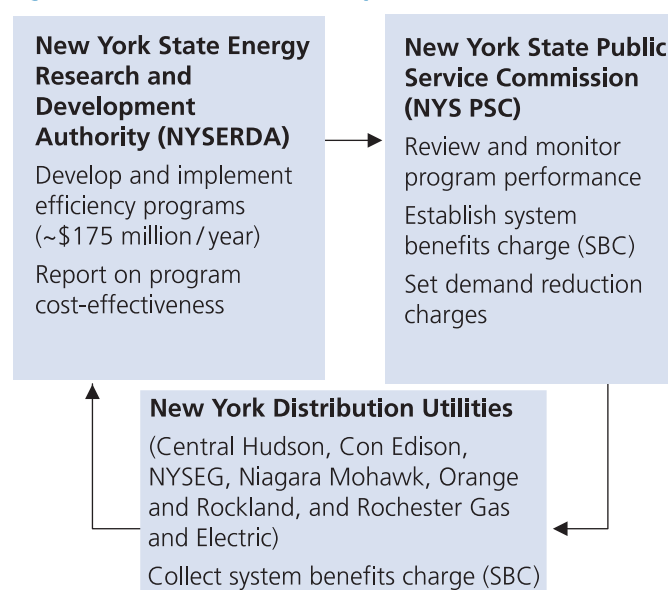 New York State Energy
Research and
Development
Authority (NYSERDA)
Develop and implement
efficiency programs
(~$175 million/year)
Report on program
cost-effectiveness
New York State Public
Service Commission
(NYS PSC)
Review and monitor
program performance
Establish system
benefits charge (SBC)
Set demand reduction
charges
New York Distribution Utilities
(Central Hudson, Con Edison,
NYSEG, Niagara Mohawk, Orange
and Rockland, and Rochester Gas
and Electric)
Collect system benefits charge (SBC)